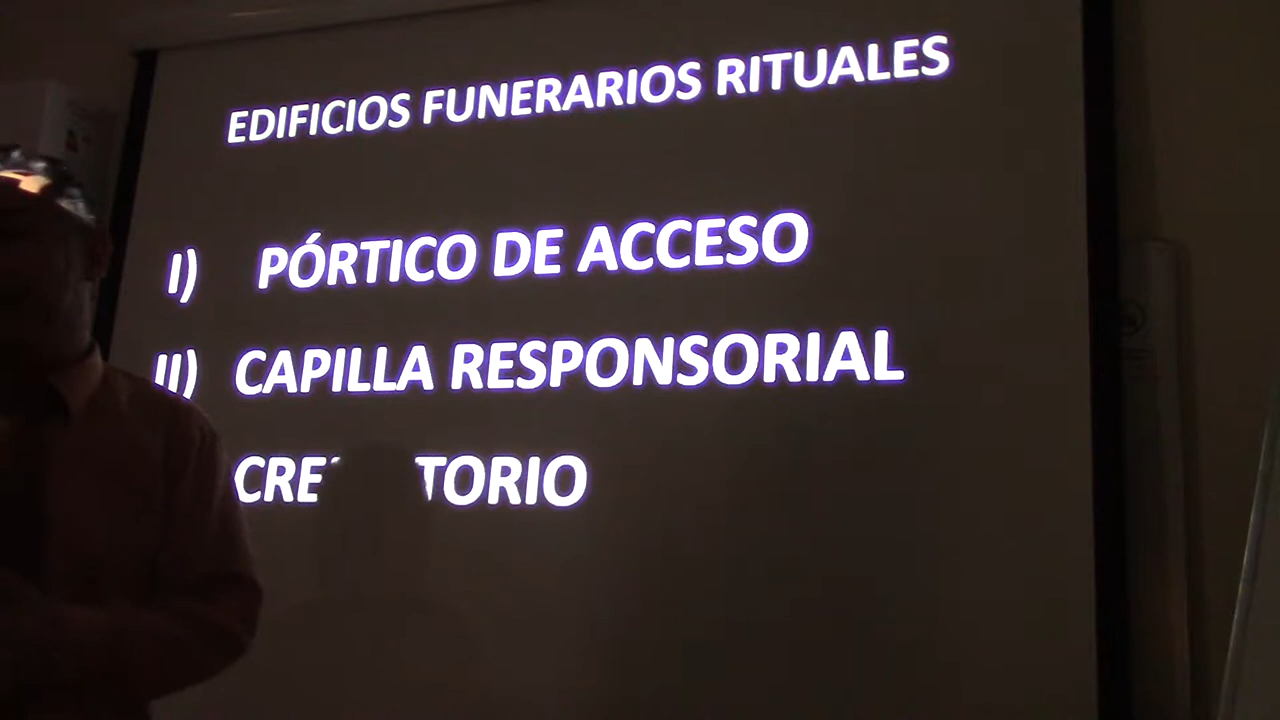 EDIFICIOS FUNERARIOS RITUALES
I) PÓRTICO DE ACCESO
II) CAPILLA RESPONSORIAL